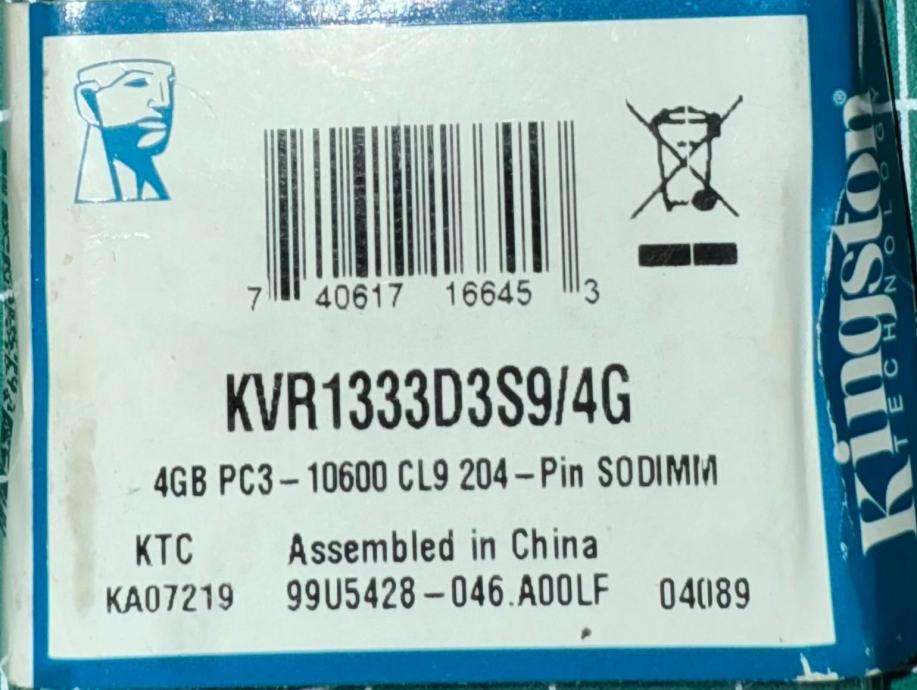 7 40617 16645 3
KVR1333D3S9/4G
4GB PC3-10600 CL9 204-Pin SODIMM
KTC Assembled in China
KA07219 99U5428-046.A00LF 04089
Kingston®
TECHNOLOGY